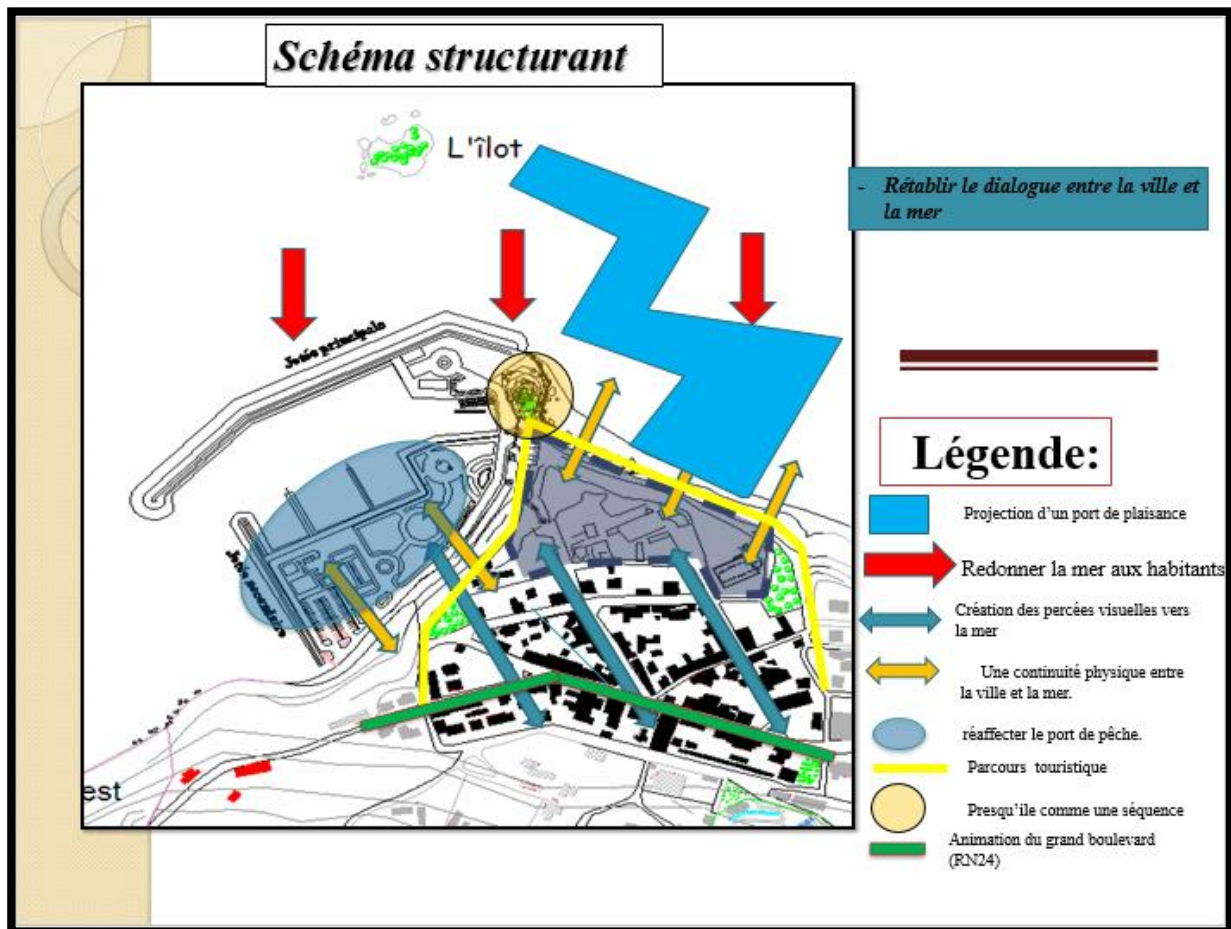 Schéma structurant
L'îlot
- Rétablir le dialogue entre la ville et
la mer
Jetée principale
Jetée secondaire
est
Légende:
Projection d'un port de plaisance
Redonner la mer aux habitants
Création des percées visuelles vers
la mer
Une continuité physique entre
la ville et la mer.
réaffecter le port de pêche.
Parcours touristique
Presqu'ile comme une séquence
Animation du grand boulevard
(RN24)